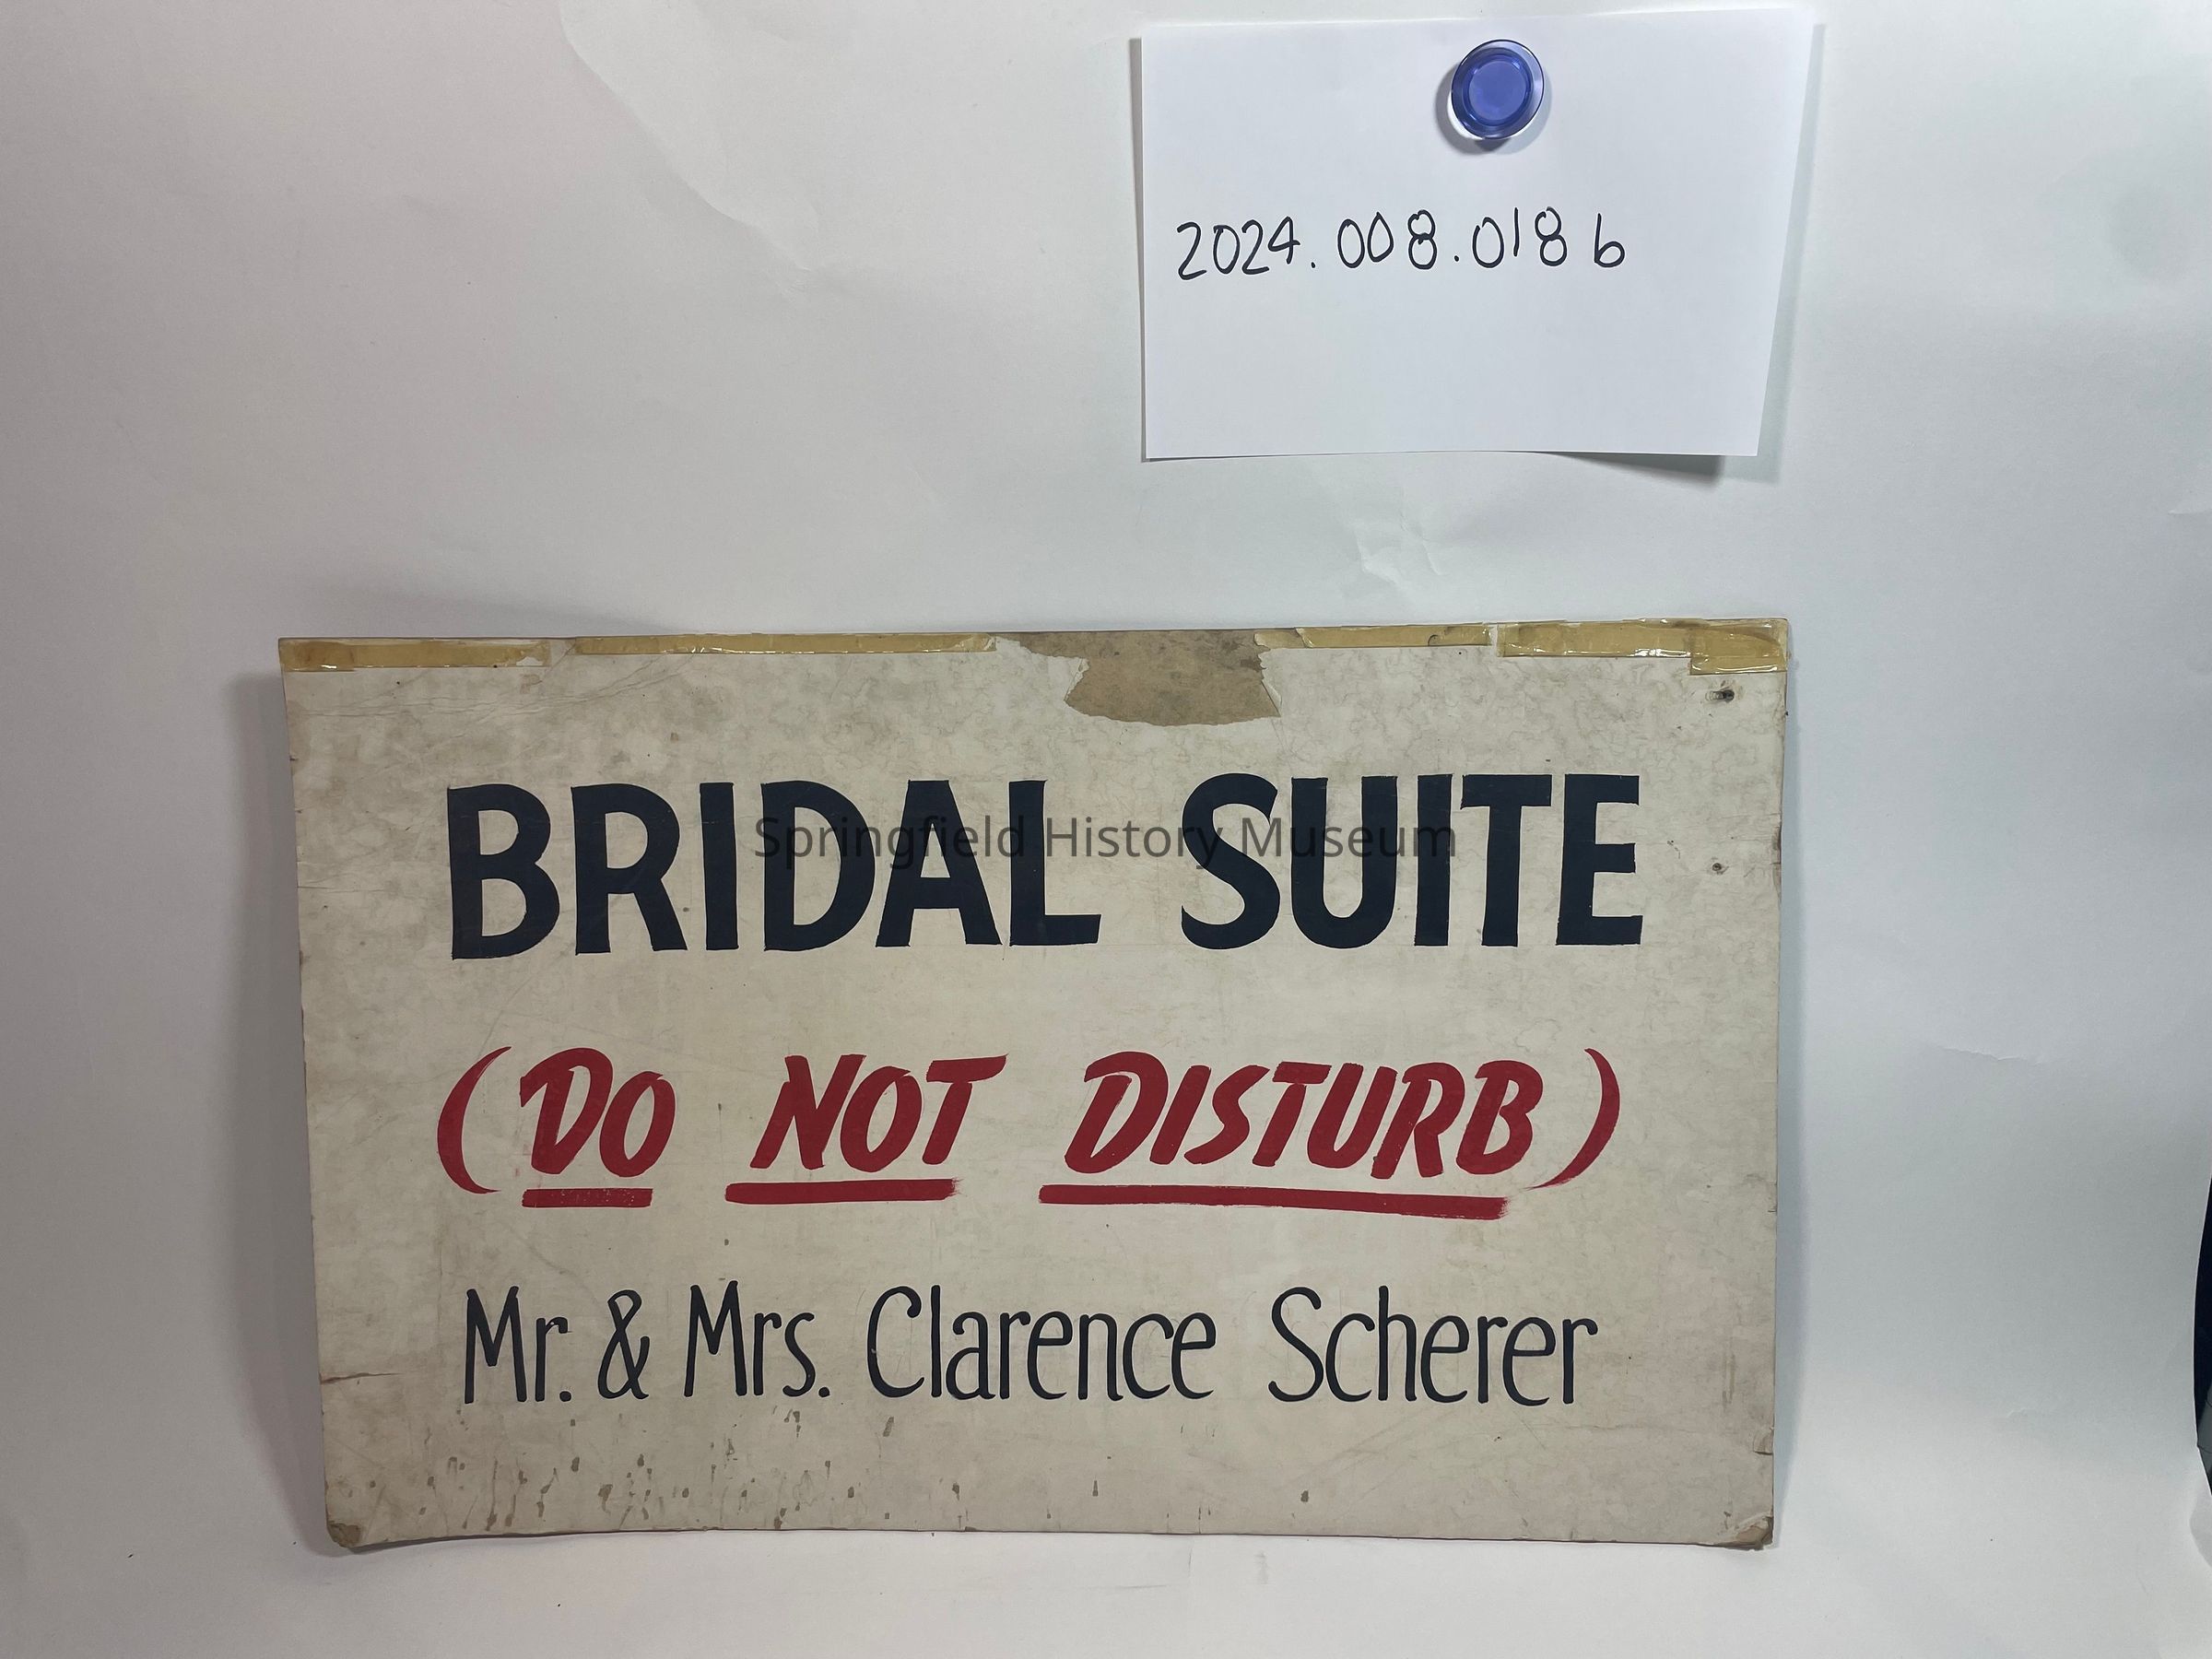 2024.008.018 b
BRIDAL SUITE
Springfield History Museum
(DO NOT DISTURB)
Mr. & Mrs. Clarence Scherer